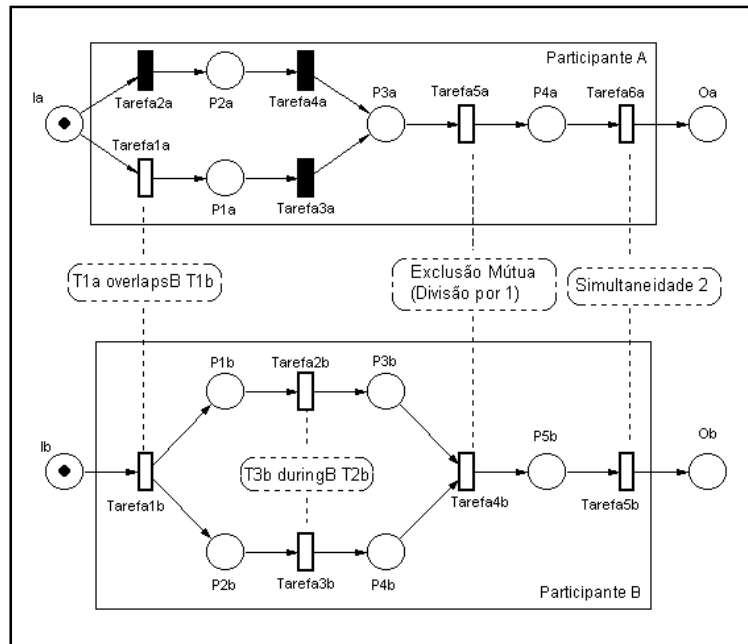 Participante A
Ia
Tarefa2a
P2a
Tarefa4a
P3a
Tarefa5a
P4a
Tarefa6a
Oa
Tarefa1a
P1a
Tarefa3a
T1a overlapsB T1b
Exclusão Mútua
(Divisão por 1)
Simultaneidade 2
P1b
Tarefa2b
P3b
Ib
Tarefa1b
T3b duringB T2b
Tarefa4b
P5b
Tarefa5b
Ob
P2b
Tarefa3b
P4b
Participante B